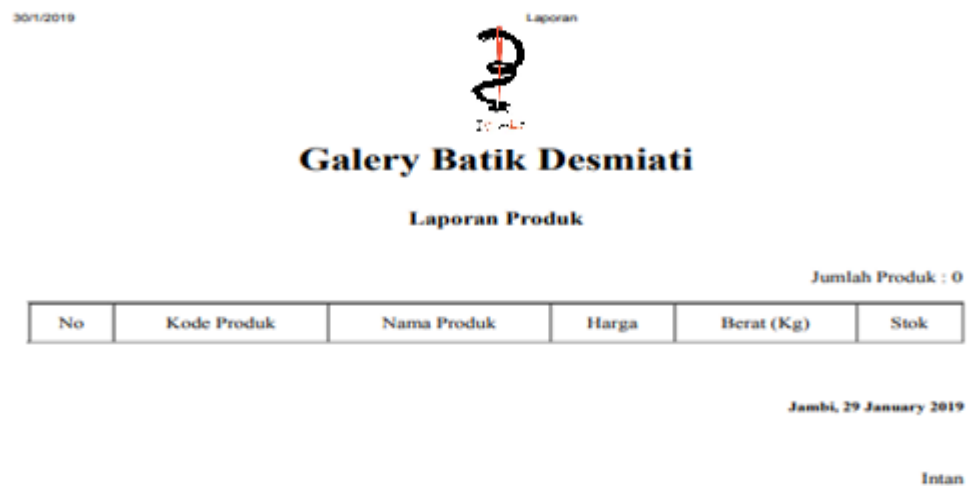 30/1/2019 Laporan
Galery Batik Desmiati
Laporan Produk
Jumlah Produk : 0
No Kode Produk Nama Produk Harga Berat (Kg) Stok
Jambi, 29 January 2019
Intan